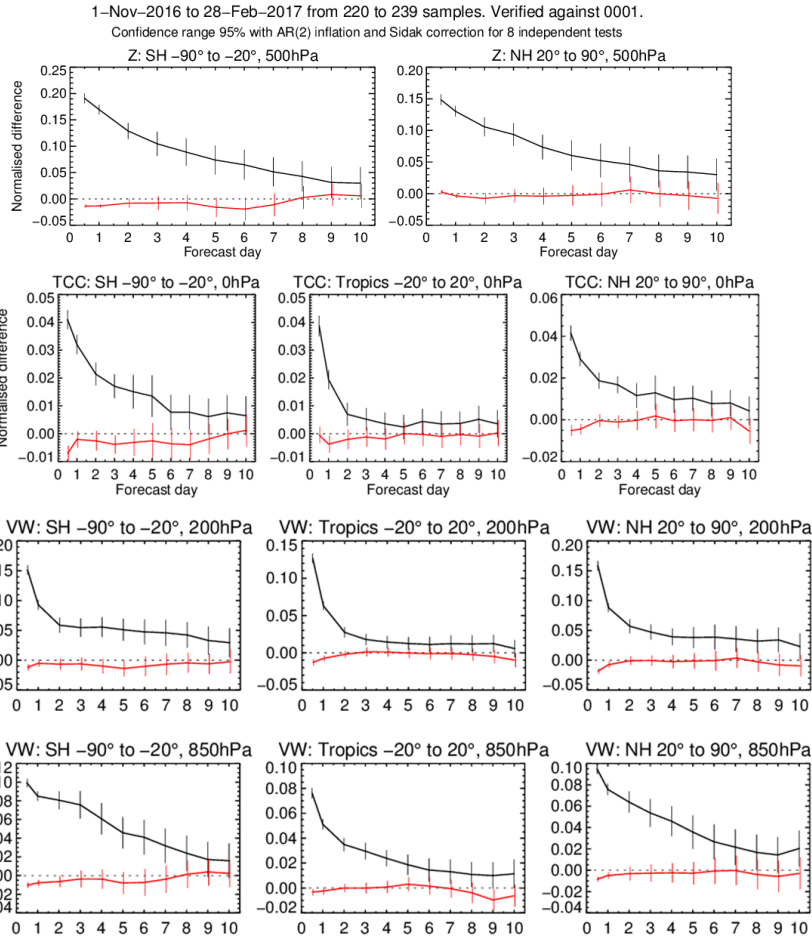 1−Nov−2016 to 28−Feb−2017 from 220 to 239 samples. Verified against 0001.
Confidence range 95% with AR(2) inflation and Sidak correction for 8 independent tests
Z: SH −90° to −20°, 500hPa
Z: NH 20° to 90°, 500hPa
Normalised difference
0.25
0.20
0.15
0.10
0.05
0.00
−0.05
0 1 2 3 4 5 6 7 8 9 10
Forecast day
0.20
0.15
0.10
0.05
0.00
−0.05
0 1 2 3 4 5 6 7 8 9 10
Forecast day
TCC: SH −90° to −20°, 0hPa
TCC: Tropics −20° to 20°, 0hPa
TCC: NH 20° to 90°, 0hPa
Normalised difference
0.05
0.04
0.03
0.02
0.01
0.00
−0.01
0 1 2 3 4 5 6 7 8 9 10
Forecast day
0.05
0.04
0.03
0.02
0.01
0.00
−0.01
0 1 2 3 4 5 6 7 8 9 10
Forecast day
0.06
0.04
0.02
0.00
−0.02
0 1 2 3 4 5 6 7 8 9 10
Forecast day
VW: SH −90° to −20°, 200hPa
VW: Tropics −20° to 20°, 200hPa
VW: NH 20° to 90°, 200hPa
20
15
10
05
00
05
0 1 2 3 4 5 6 7 8 9 10
0.15
0.10
0.05
0.00
−0.05
0 1 2 3 4 5 6 7 8 9 10
0.20
0.15
0.10
0.05
0.00
−0.05
0 1 2 3 4 5 6 7 8 9 10
VW: SH −90° to −20°, 850hPa
VW: Tropics −20° to 20°, 850hPa
VW: NH 20° to 90°, 850hPa
12
10
08
06
04
02
00
02
04
0 1 2 3 4 5 6 7 8 9 10
0.10
0.08
0.06
0.04
0.02
0.00
−0.02
0 1 2 3 4 5 6 7 8 9 10
0.10
0.08
0.06
0.04
0.02
0.00
−0.02
−0.04
0 1 2 3 4 5 6 7 8 9 10